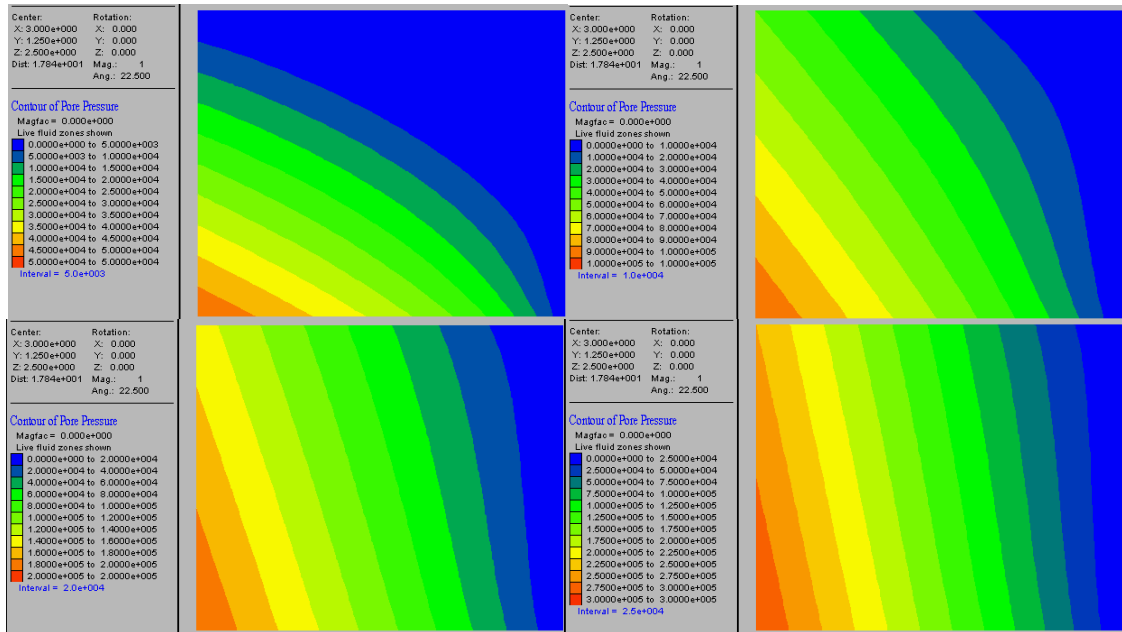 Center: Rotation:
X: 3.000e+000 X: 0.000
Y: 1.250e+000 Y: 0.000
Z: 2.500e+000 Z: 0.000
Dist: 1.784e+001 Mag.: 1
Ang.: 22.500
Contour of Pore Pressure
Magfac = 0.000e+000
Live fluid zones shown
0.0000e+000 to 5.0000e+003
5.0000e+003 to 1.0000e+004
1.0000e+004 to 1.5000e+004
1.5000e+004 to 2.0000e+004
2.0000e+004 to 2.5000e+004
2.5000e+004 to 3.0000e+004
3.0000e+004 to 3.5000e+004
3.5000e+004 to 4.0000e+004
4.0000e+004 to 4.5000e+004
4.5000e+004 to 5.0000e+004
5.0000e+004 to 5.0000e+004
Interval = 5.0e+003
Center: Rotation:
X: 3.000e+000 X: 0.000
Y: 1.250e+000 Y: 0.000
Z: 2.500e+000 Z: 0.000
Dist: 1.784e+001 Mag.: 1
Ang.: 22.500
Contour of Pore Pressure
Magfac = 0.000e+000
Live fluid zones shown
0.0000e+000 to 1.0000e+004
1.0000e+004 to 2.0000e+004
2.0000e+004 to 3.0000e+004
3.0000e+004 to 4.0000e+004
4.0000e+004 to 5.0000e+004
5.0000e+004 to 6.0000e+004
6.0000e+004 to 7.0000e+004
7.0000e+004 to 8.0000e+004
8.0000e+004 to 9.0000e+004
9.0000e+004 to 1.0000e+005
1.0000e+005 to 1.0000e+005
Interval = 1.0e+004
Center: Rotation:
X: 3.000e+000 X: 0.000
Y: 1.250e+000 Y: 0.000
Z: 2.500e+000 Z: 0.000
Dist: 1.784e+001 Mag.: 1
Ang.: 22.500
Contour of Pore Pressure
Magfac = 0.000e+000
Live fluid zones shown
0.0000e+000 to 2.0000e+004
2.0000e+004 to 4.0000e+004
4.0000e+004 to 6.0000e+004
6.0000e+004 to 8.0000e+004
8.0000e+004 to 1.0000e+005
1.0000e+005 to 1.2000e+005
1.2000e+005 to 1.4000e+005
1.4000e+005 to 1.6000e+005
1.6000e+005 to 1.8000e+005
1.8000e+005 to 2.0000e+005
2.0000e+005 to 2.0000e+005
Interval = 2.0e+004
Center: Rotation:
X: 3.000e+000 X: 0.000
Y: 1.250e+000 Y: 0.000
Z: 2.500e+000 Z: 0.000
Dist: 1.784e+001 Mag.: 1
Ang.: 22.500
Contour of Pore Pressure
Magfac = 0.000e+000
Live fluid zones shown
0.0000e+000 to 2.5000e+004
2.5000e+004 to 5.0000e+004
5.0000e+004 to 7.5000e+004
7.5000e+004 to 1.0000e+005
1.0000e+005 to 1.2500e+005
1.2500e+005 to 1.5000e+005
1.5000e+005 to 1.7500e+005
1.7500e+005 to 2.0000e+005
2.0000e+005 to 2.2500e+005
2.2500e+005 to 2.5000e+005
2.5000e+005 to 2.7500e+005
2.7500e+005 to 3.0000e+005
3.0000e+005 to 3.0000e+005
Interval = 2.5e+004